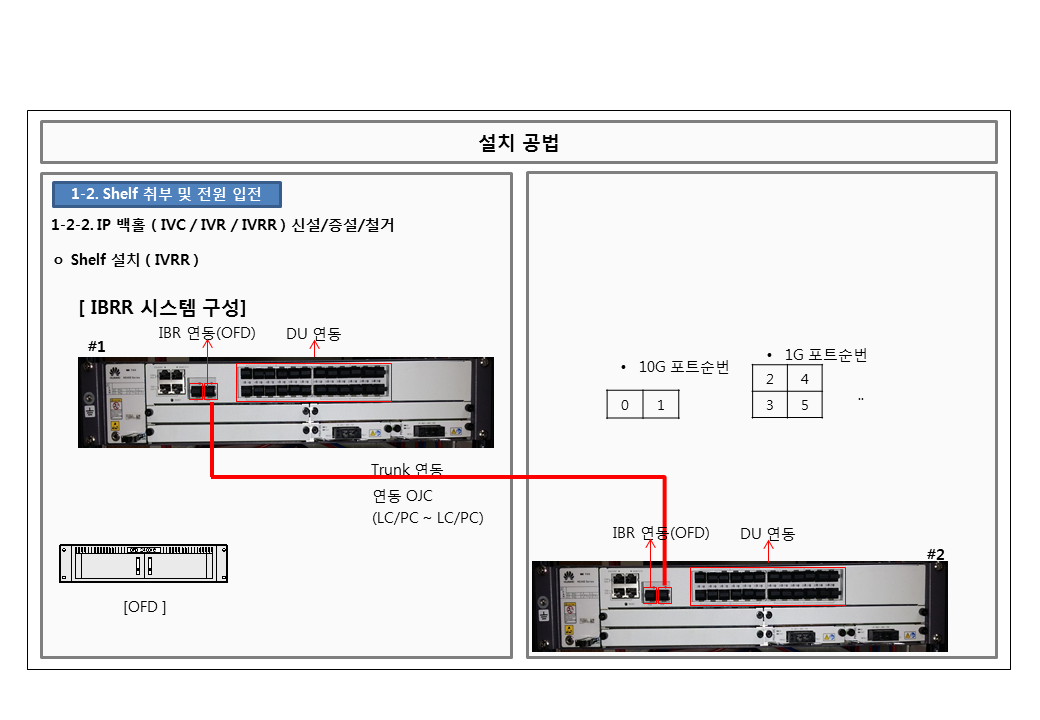 설치 공법
1-2. Shelf 취부 및 전원 입전
1-2-2. IP 백홀 ( IVC / IVR / IVRR ) 신설/증설/철거
ㅇ Shelf 설치 ( IVRR )
[ IBRR 시스템 구성]
IBR 연동(OFD)
DU 연동
#1
HUAWEI
Trunk 연동
연동 OJC
(LC/PC ~ LC/PC)
[OFD ]
• 10G 포트순번
0 1
• 1G 포트순번
2 4
3 5
..
IBR 연동(OFD)
DU 연동
#2
HUAWEI